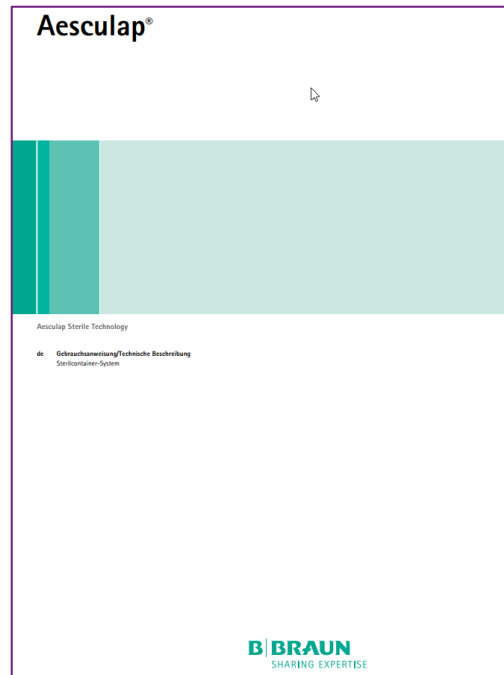 Aesculap®
Aesculap Sterile Technology
de Gebrauchsanweisung/Technische Beschreibung
Sterilcontainer-System
B|BRAUN
SHARING EXPERTISE